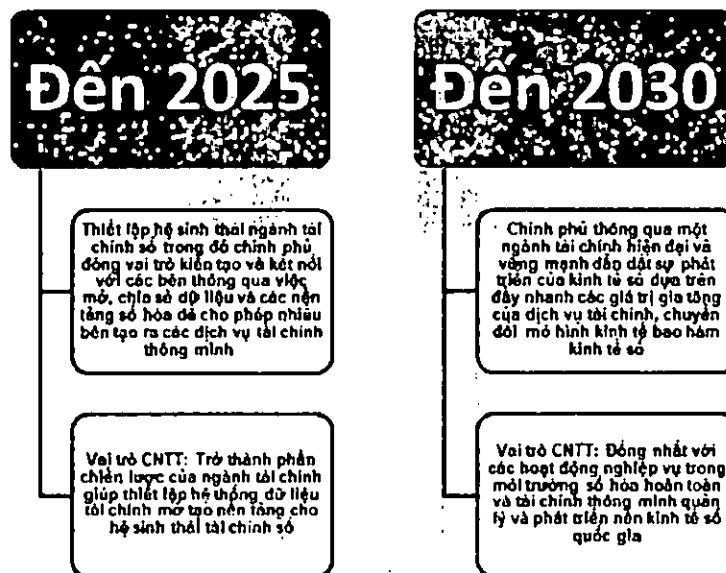 Đến 2025
Thiết lập hệ sinh thái ngành tài
chính số trong đó chính phủ
đóng vai trò kiến tạo và kết nối
với các bên thông qua việc
mở, chia sẻ dữ liệu và các nền
tảng số hóa để cho phép nhiều
bên tạo ra các dịch vụ tài chính
thông minh
Vai trò CNTT: Trở thành phần
chiến lược của ngành tài chính
giúp thiết lập hệ thống dữ liệu
tài chính mở tạo nền tảng cho
hệ sinh thái tài chính số
Đến 2030
Chính phủ thông qua một
ngành tài chính hiện đại và
vững mạnh dẫn dắt sự phát
triển của kinh tế số dựa trên
đẩy nhanh các giá trị gia tăng
của dịch vụ tài chính, chuyển
đổi mô hình kinh tế bao hàm
kinh tế số
Vai trò CNTT: Đồng nhất với
các hoạt động nghiệp vụ trong
môi trường số hóa hoàn toàn
và tài chính thông minh quản
lý và phát triển nền kinh tế số
quốc gia